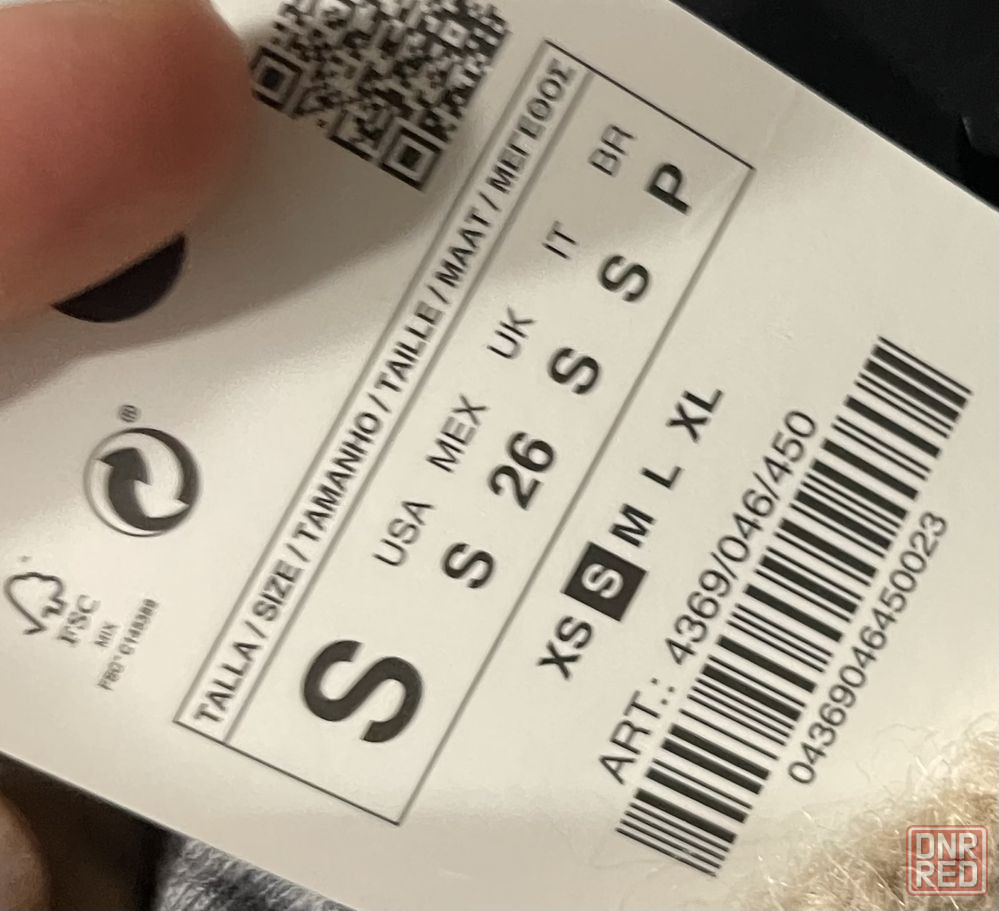 TALLA / SIZE / TAMANHO / TAILLE / MAAT / ΜΕΓΕΘΟΣ
USA MEX UK IT BR
S S 26 S S P
XS S M L XL
ART.: 4369/046/450
04369046450023
®
FSC
MIX
DNR
RED